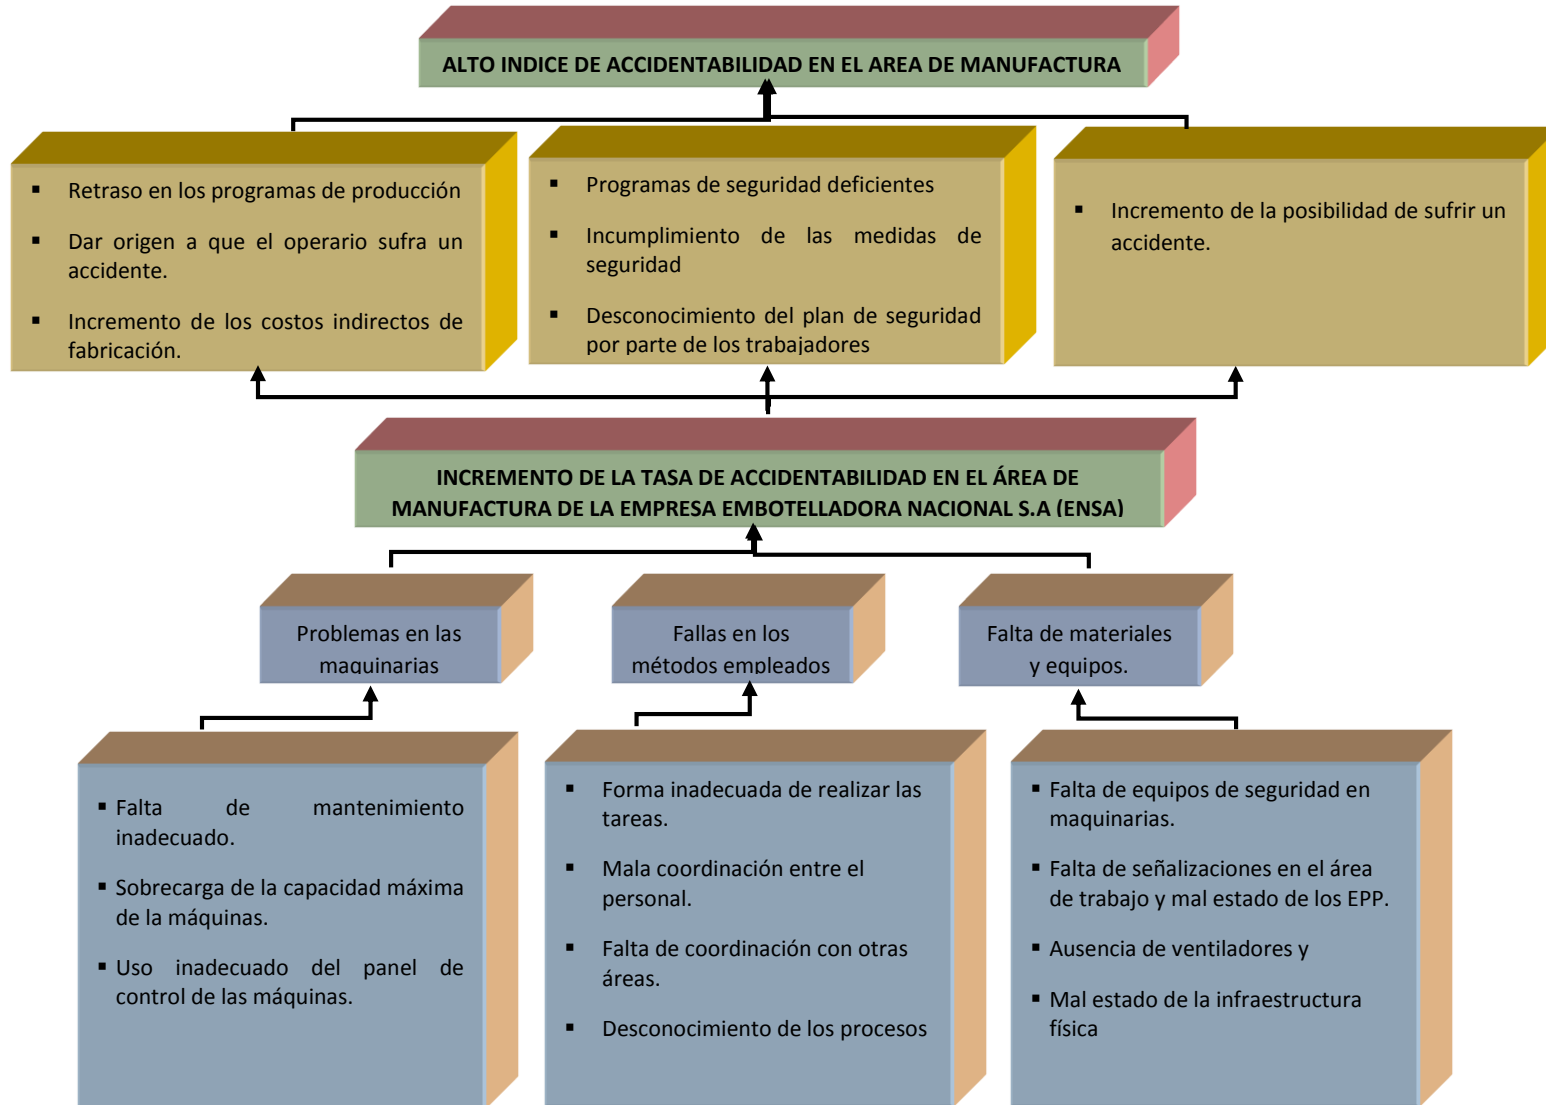 ALTO INDICE DE ACCIDENTABILIDAD EN EL AREA DE MANUFACTURA
▪ Retraso en los programas de producción
▪ Dar origen a que el operario sufra un
accidente.
▪ Incremento de los costos indirectos de
fabricación.
▪ Programas de seguridad deficientes
▪ Incumplimiento de las medidas de
seguridad
▪ Desconocimiento del plan de seguridad
por parte de los trabajadores
▪ Incremento de la posibilidad de sufrir un
accidente.
INCREMENTO DE LA TASA DE ACCIDENTABILIDAD EN EL ÁREA DE
MANUFACTURA DE LA EMPRESA EMBOTELLADORA NACIONAL S.A (ENSA)
Problemas en las
maquinarias
Fallas en los
métodos empleados
Falta de materiales
y equipos.
▪ Falta de mantenimiento
inadecuado.
▪ Sobrecarga de la capacidad máxima
de la máquinas.
▪ Uso inadecuado del panel de
control de las máquinas.
▪ Forma inadecuada de realizar las
tareas.
▪ Mala coordinación entre el
personal.
▪ Falta de coordinación con otras
áreas.
▪ Desconocimiento de los procesos
▪ Falta de equipos de seguridad en
maquinarias.
▪ Falta de señalizaciones en el área
de trabajo y mal estado de los EPP.
▪ Ausencia de ventiladores y
▪ Mal estado de la infraestructura
física